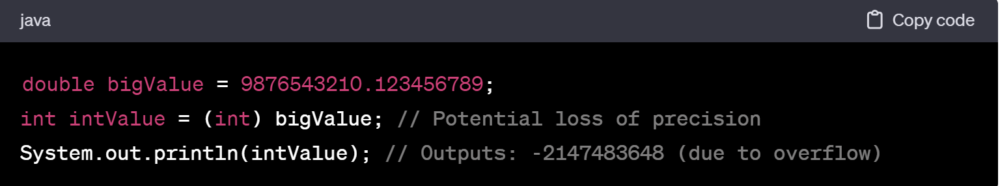 java
Copy code
double bigValue = 9876543210.123456789;
int intValue = (int) bigValue; // Potential loss of precision
System.out.println(intValue); // Outputs: -2147483648 (due to overflow)